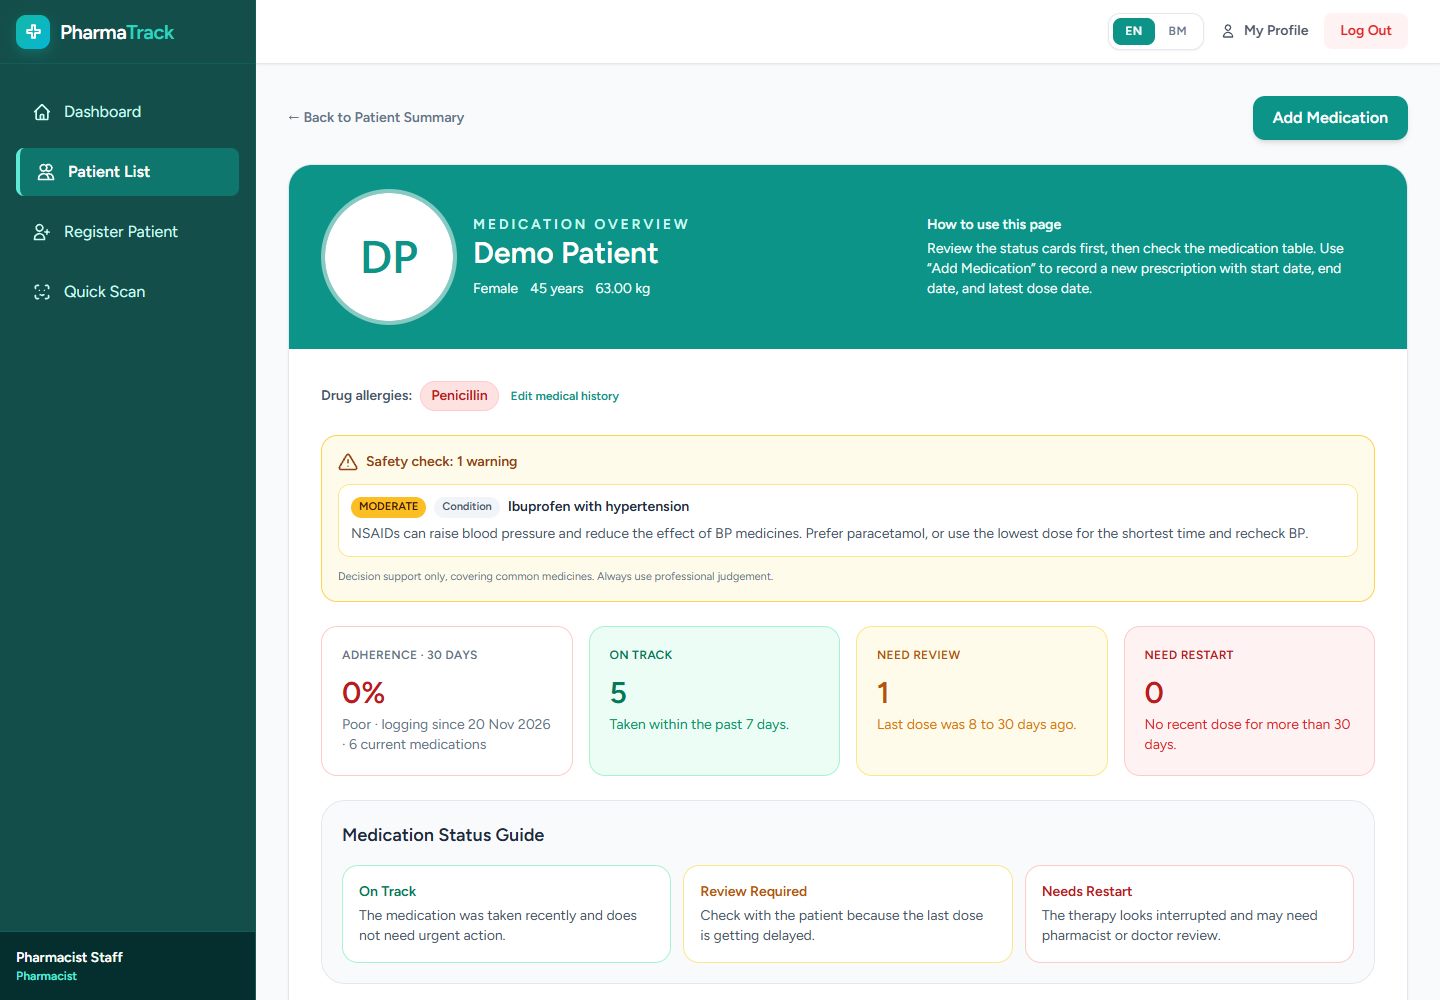 PharmaTrack
EN
BM
My Profile
Log Out
Dashboard
Patient List
Register Patient
Quick Scan
← Back to Patient Summary
Add Medication
DP
MEDICATION OVERVIEW
Demo Patient
Female 45 years 63.00 kg
How to use this page
Review the status cards first, then check the medication table. Use
“Add Medication” to record a new prescription with start date, end
date, and latest dose date.
Drug allergies: Penicillin Edit medical history
Safety check: 1 warning
MODERATE Condition Ibuprofen with hypertension
NSAIDs can raise blood pressure and reduce the effect of BP medicines. Prefer paracetamol, or use the lowest dose for the shortest time and recheck BP.
Decision support only, covering common medicines. Always use professional judgement.
ADHERENCE · 30 DAYS
0%
Poor · logging since 20 Nov 2026
· 6 current medications
ON TRACK
5
Taken within the past 7 days.
NEED REVIEW
1
Last dose was 8 to 30 days ago.
NEED RESTART
0
No recent dose for more than 30
days.
Medication Status Guide
On Track
The medication was taken recently and does
not need urgent action.
Review Required
Check with the patient because the last dose
is getting delayed.
Needs Restart
The therapy looks interrupted and may need
pharmacist or doctor review.
Pharmacist Staff
Pharmacist